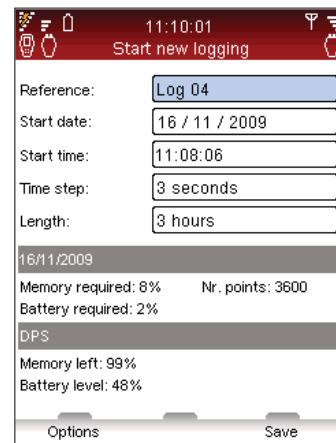 11:10:01
Start new logging
Reference: Log 04
Start date: 16 / 11 / 2009
Start time: 11:08:06
Time step: 3 seconds
Length: 3 hours
16/11/2009
Memory required: 8% Nr. points: 3600
Battery required: 2%
DPS
Memory left: 99%
Battery level: 48%
Options Save